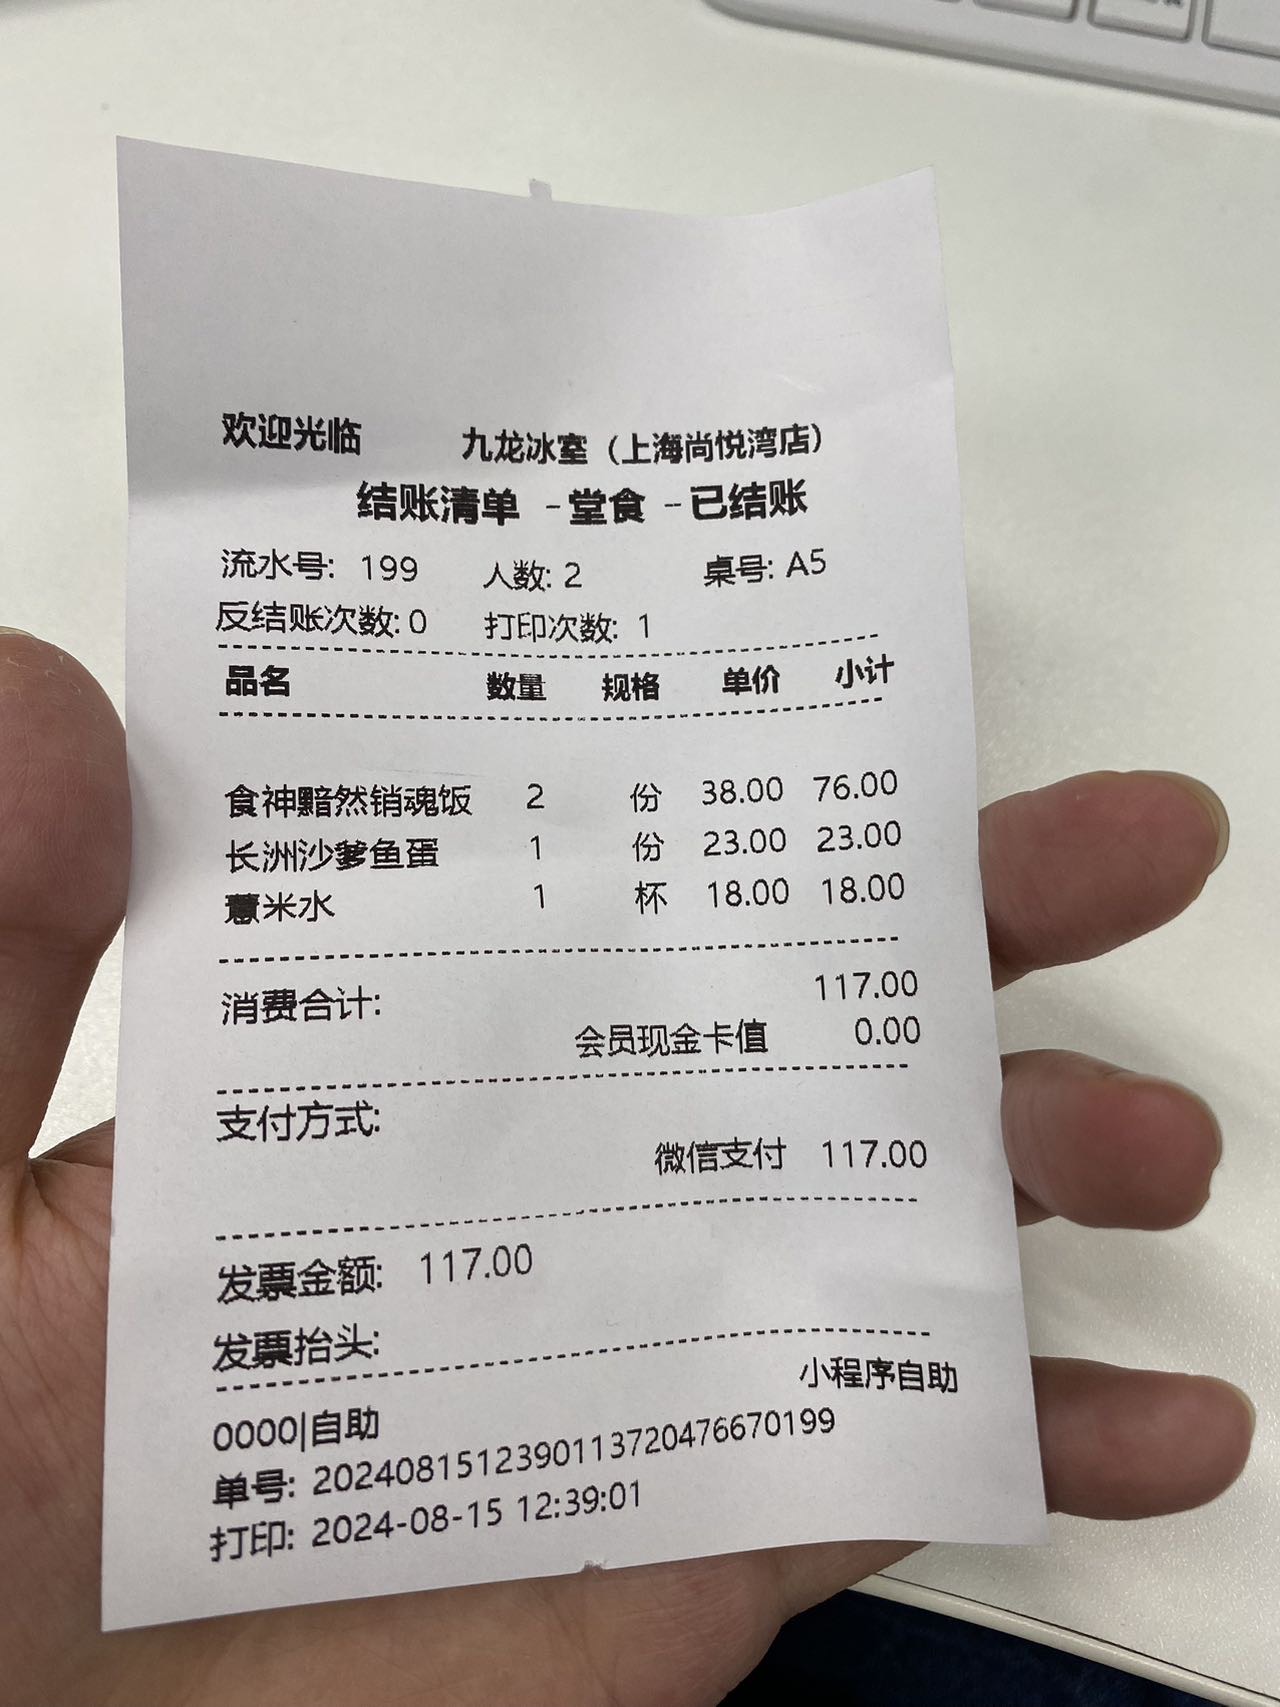 欢迎光临 九龙冰室（上海尚悦湾店）
结账清单 -堂食 -已结账
流水号: 199 人数: 2 桌号: A5
反结账次数: 0 打印次数: 1
品名 数量 规格 单价 小计
食神黯然销魂饭 2 份 38.00 76.00
长洲沙爹鱼蛋 1 份 23.00 23.00
薏米水 1 杯 18.00 18.00
消费合计: 117.00
会员现金卡值 0.00
支付方式:
微信支付 117.00
发票金额: 117.00
发票抬头:
0000|自助 小程序自助
单号: 2024081512390113720476670199
打印: 2024-08-15 12:39:01